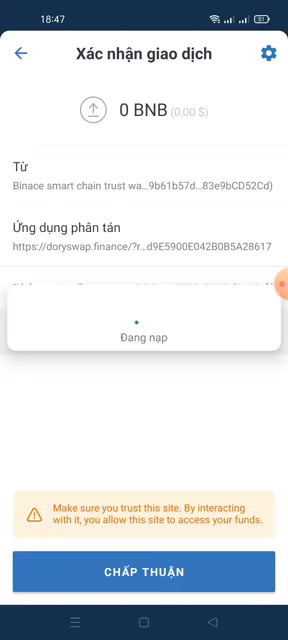 18:47
51
Xác nhận giao dịch
0 BNB (0,00 $)
Từ
Binace smart chain trust wa...9b61b57d...83e9bCD52Cd)
Ứng dụng phân tán
https://doryswap.finance/?r...d9E5900E042B0B5A28617
Đang nạp
Make sure you trust this site. By interacting
with it, you allow this site to access your funds.
CHẤP THUẬN